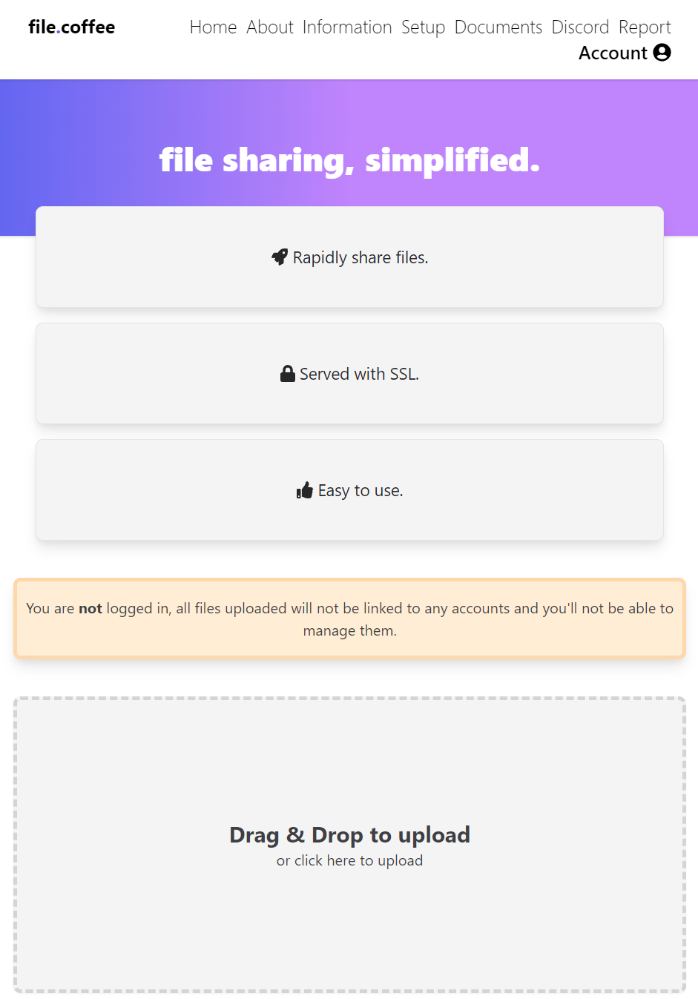 file.coffee
Home About Information Setup Documents Discord Report
Account
file sharing, simplified.
Rapidly share files.
Served with SSL.
Easy to use.
You are not logged in, all files uploaded will not be linked to any accounts and you'll not be able to
manage them.
Drag & Drop to upload
or click here to upload